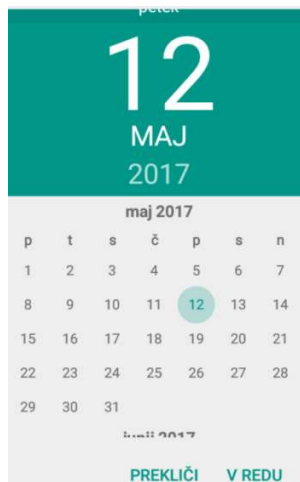 petek
12
MAJ
2017
maj 2017
p t s č p s n
1 2 3 4 5 6 7
8 9 10 11 12 13 14
15 16 17 18 19 20 21
22 23 24 25 26 27 28
29 30 31
junij 2017
PREKLIČI V REDU